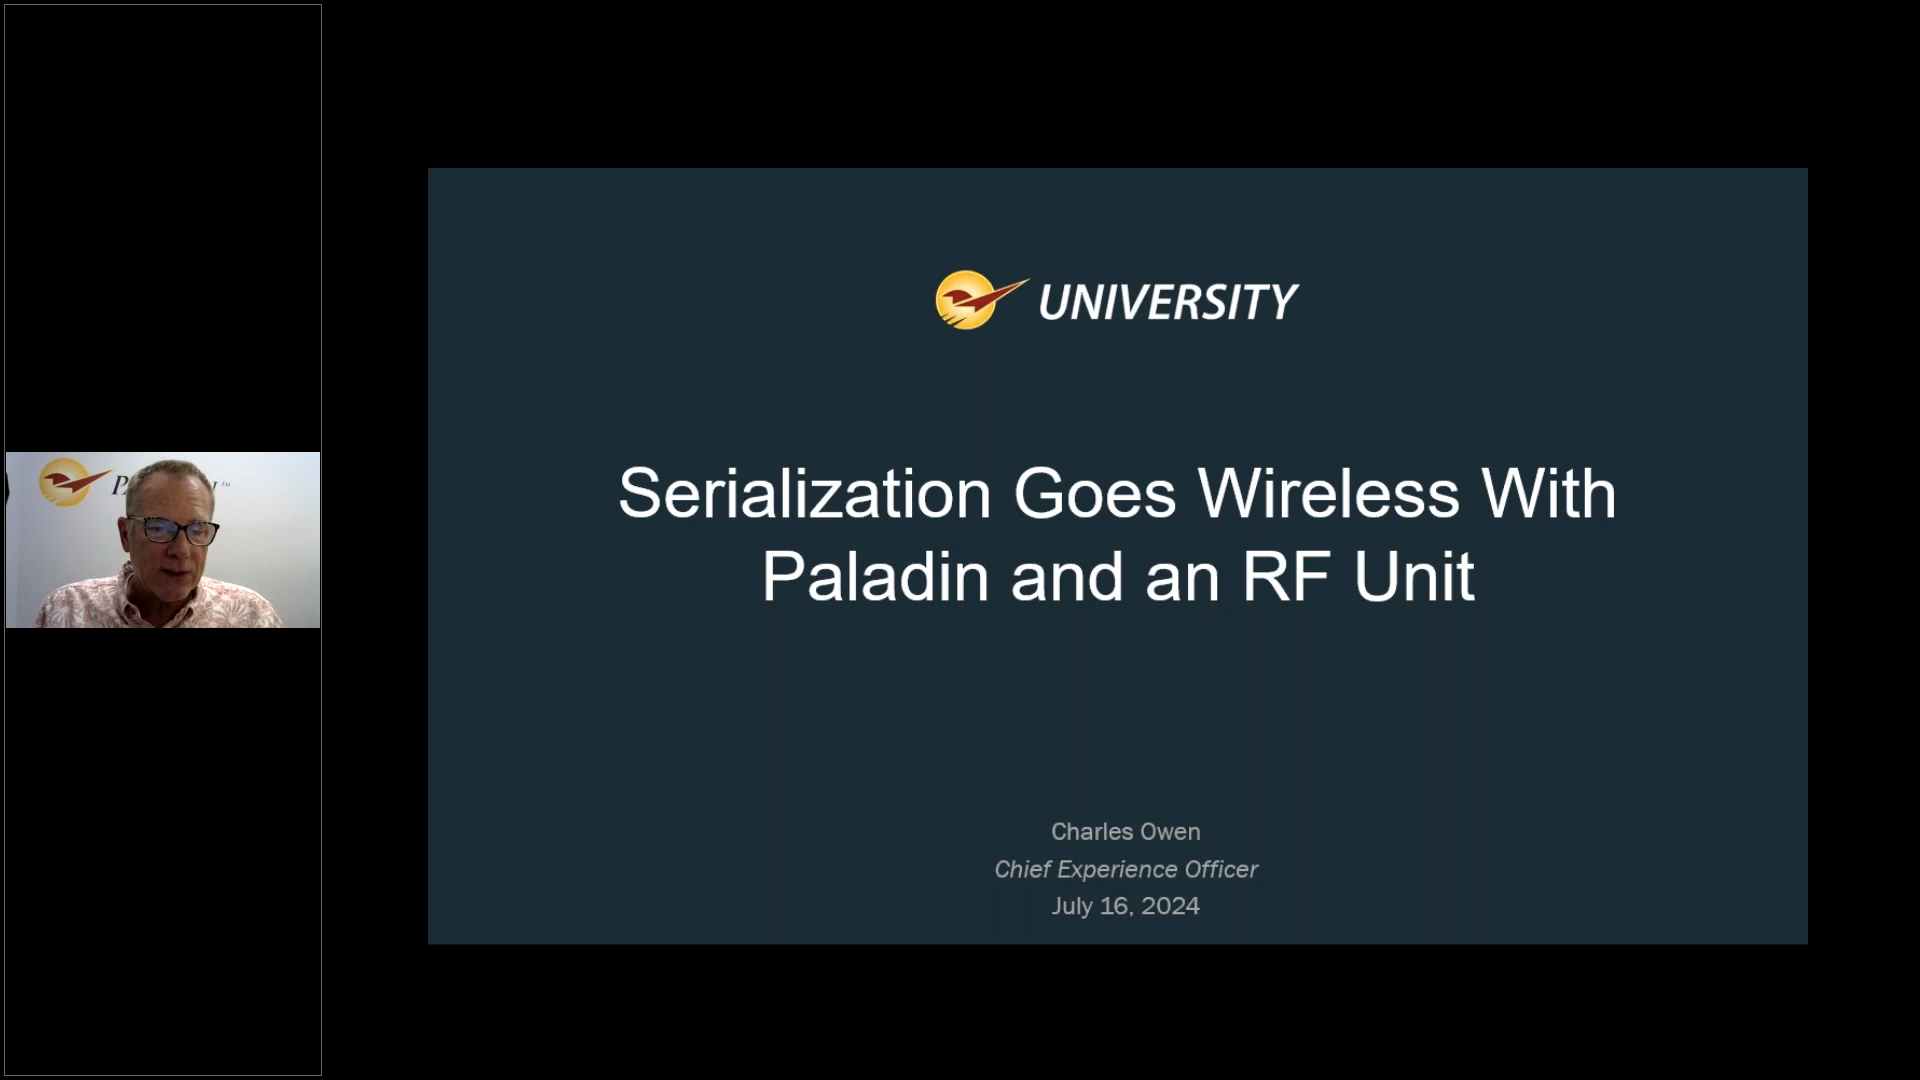 UNIVERSITY
Serialization Goes Wireless With
Paladin and an RF Unit
Charles Owen
Chief Experience Officer
July 16, 2024